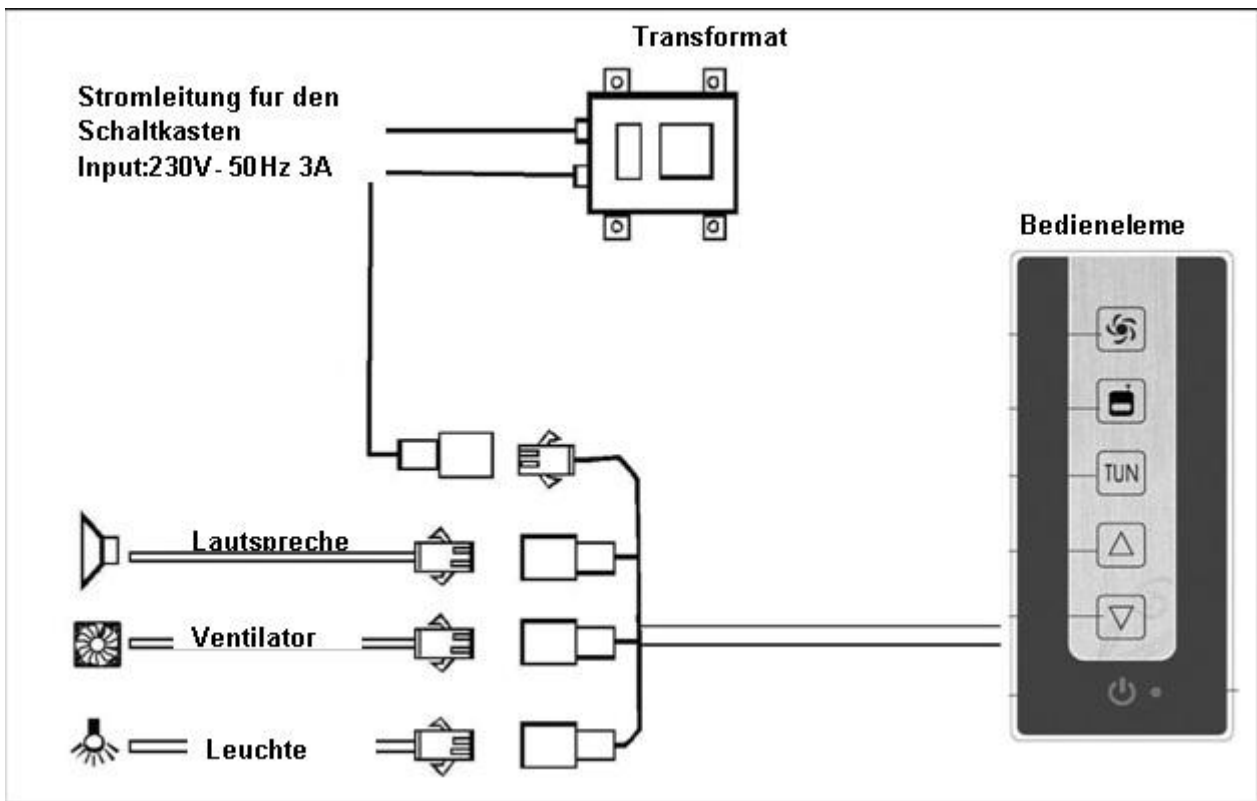 Transformat
Stromleitung fur den
Schaltkasten
Input:230V- 50Hz 3A
Bedieneleme
TUN
Lautspreche
Ventilator
Leuchte